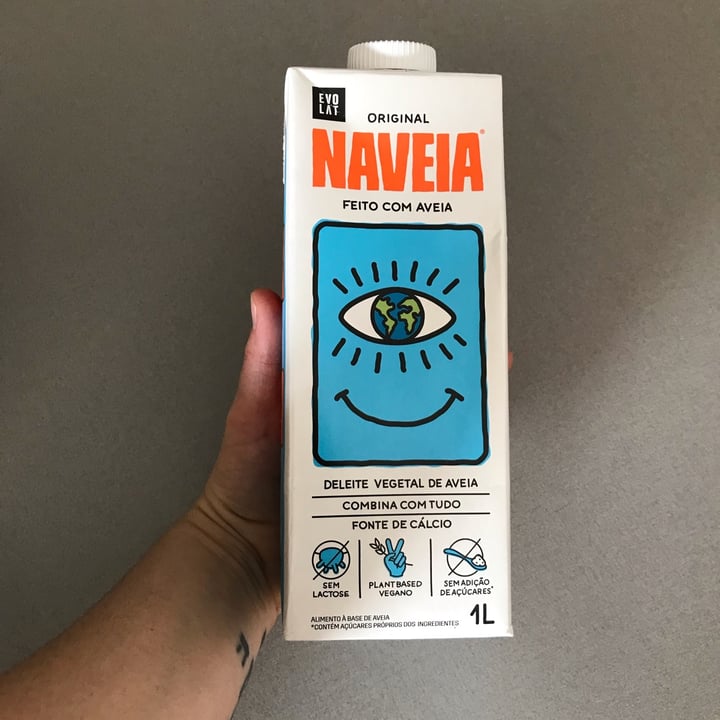 EVO
LAT
ORIGINAL
NAVEIA®
FEITO COM AVEIA
DELEITE VEGETAL DE AVEIA
COMBINA COM TUDO
FONTE DE CÁLCIO
SEM
LACTOSE
PLANT BASED
VEGANO
SEM ADIÇÃO
DE AÇÚCARES*
ALIMENTO À BASE DE AVEIA
*CONTÉM AÇÚCARES PRÓPRIOS DOS INGREDIENTES
1L